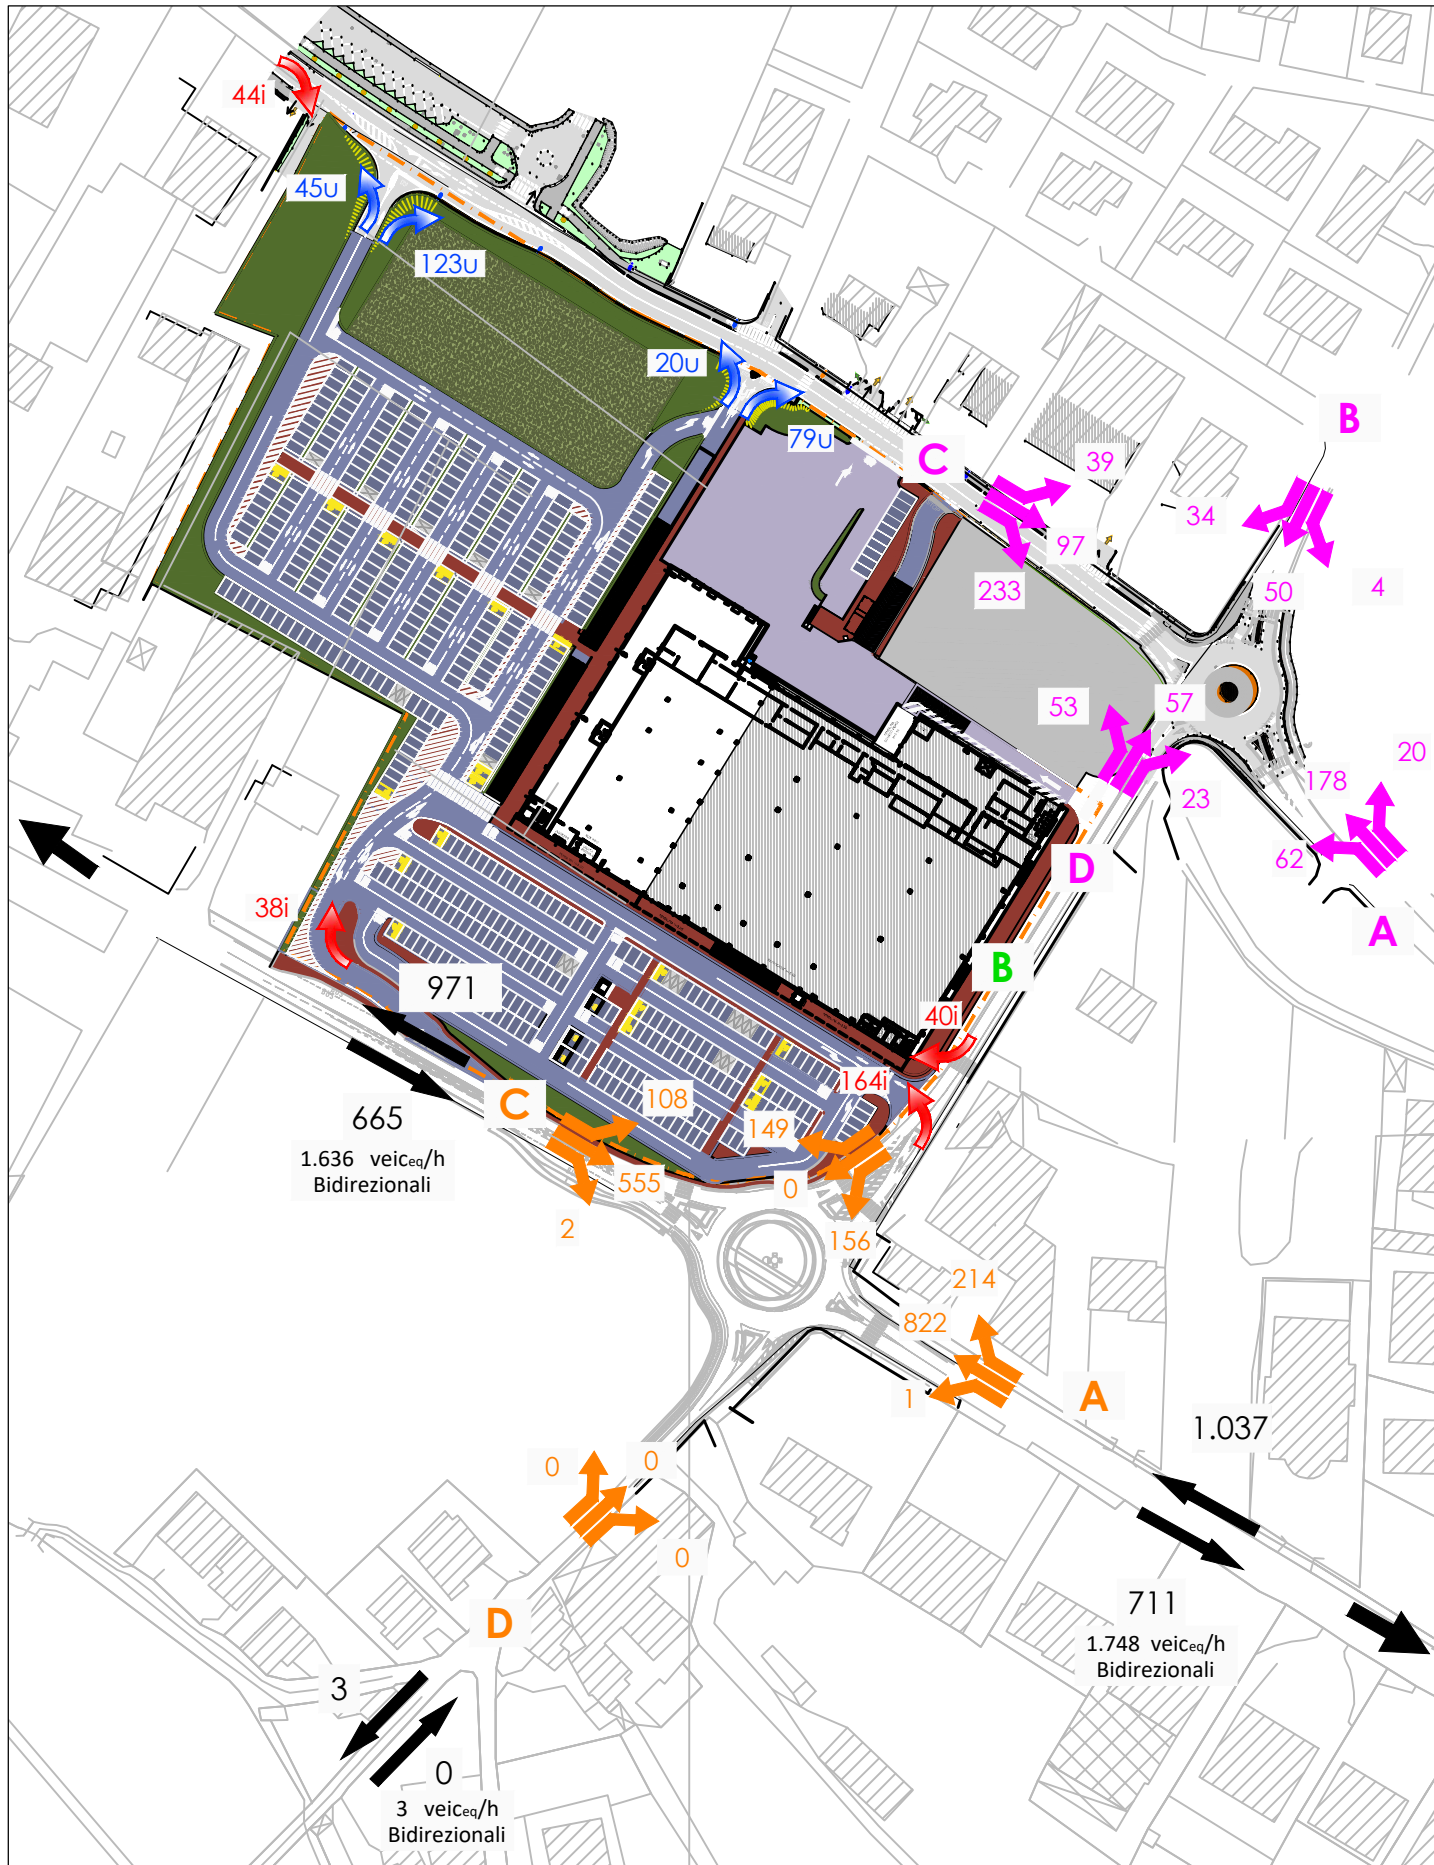 44i
45u
123u
20u
79u
C
39
B
34
97
233
50
4
53
57
20
178
23
62
D
A
38i
971
B
40i
164i
665
1.636 veiceq/h
Bidirezionali
C
108
149
555
0
2
156
214
822
1
A
1.037
0
0
0
D
711
1.748 veiceq/h
Bidirezionali
3
0
3 veiceq/h
Bidirezionali